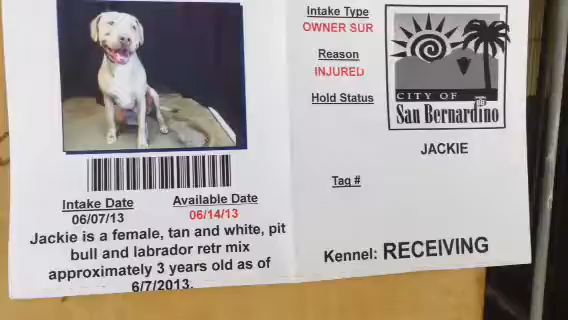 Intake Type
OWNER SUR
Reason
INJURED
Hold Status
CITY OF
San Bernardino
JACKIE
Tag #
Kennel: RECEIVING
Intake Date
06/07/13
Available Date
06/14/13
Jackie is a female, tan and white, pit
bull and labrador retr mix
approximately 3 years old as of
6/7/2013.